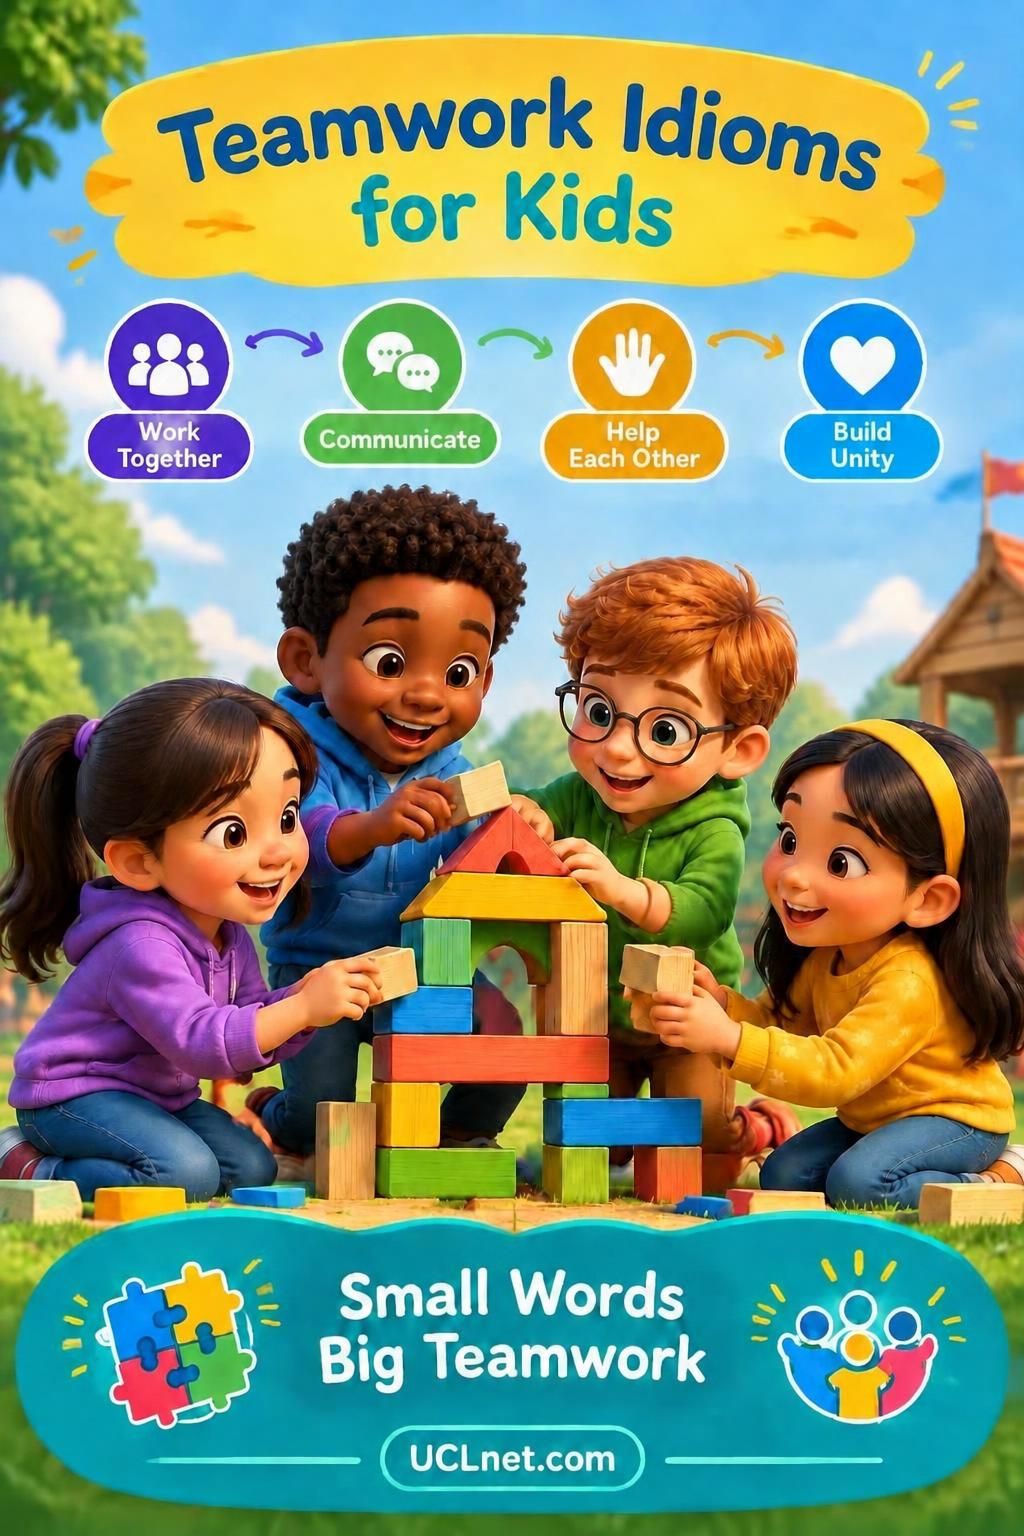 Teamwork Idioms
for Kids
Work
Together
Communicate
Help
Each Other
Build
Unity
Small Words
Big Teamwork
UCLnet.com